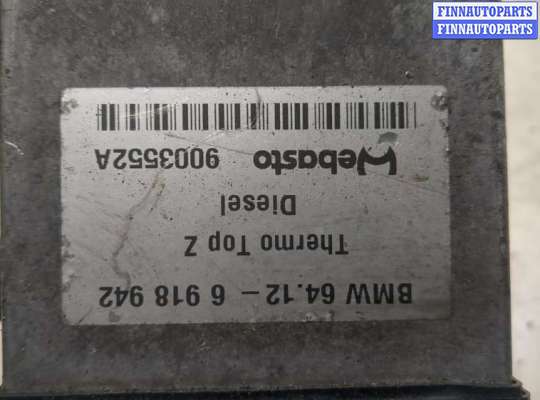 FINNAUTOPARTS
FINNAUTOPARTS
BMW 64.12 - 6 918 942
Thermo Top Z
Diesel
Webasto 9003552A